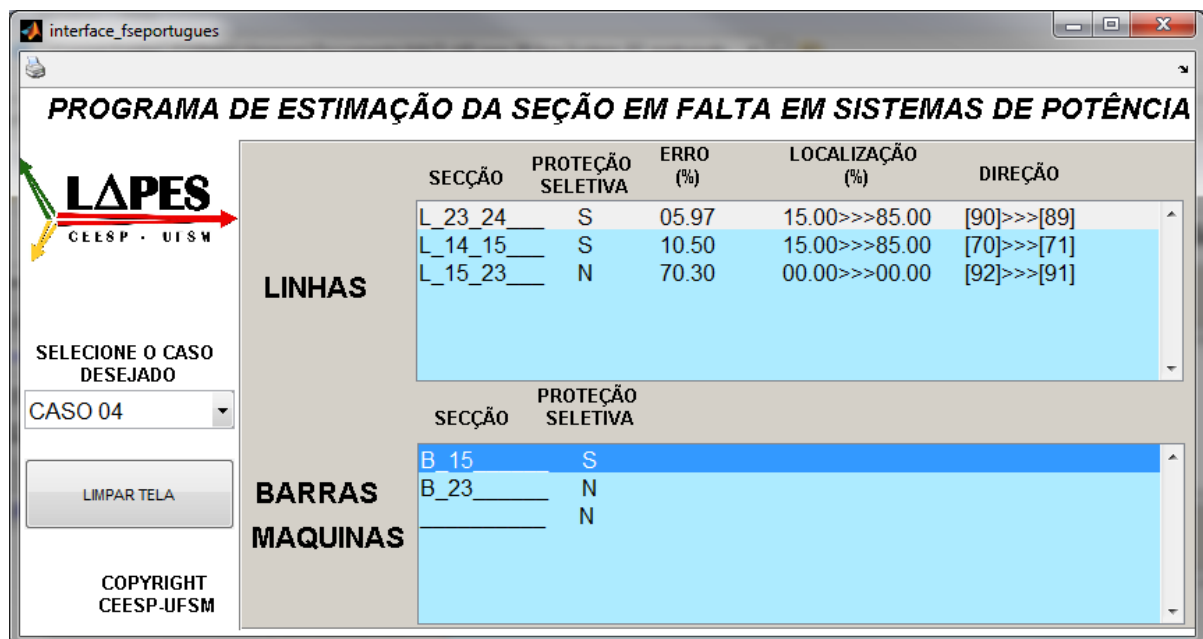 interface_fseportugues
PROGRAMA DE ESTIMAÇÃO DA SEÇÃO EM FALTA EM SISTEMAS DE POTÊNCIA
LAPES
CEESP - UFSM
SELECIONE O CASO
DESEJADO
CASO 04
LIMPAR TELA
COPYRIGHT
CEESP-UFSM
LINHAS
SECÇÃO PROTEÇÃO SELETIVA ERRO (%) LOCALIZAÇÃO (%) DIREÇÃO
L_23_24___ S 05.97 15.00>>>85.00 [90]>>>[89]
L_14_15___ S 10.50 15.00>>>85.00 [70]>>>[71]
L_15_23___ N 70.30 00.00>>>00.00 [92]>>>[91]
BARRAS
MAQUINAS
SECÇÃO PROTEÇÃO SELETIVA
B_15______ S
B_23______ N
__________ N